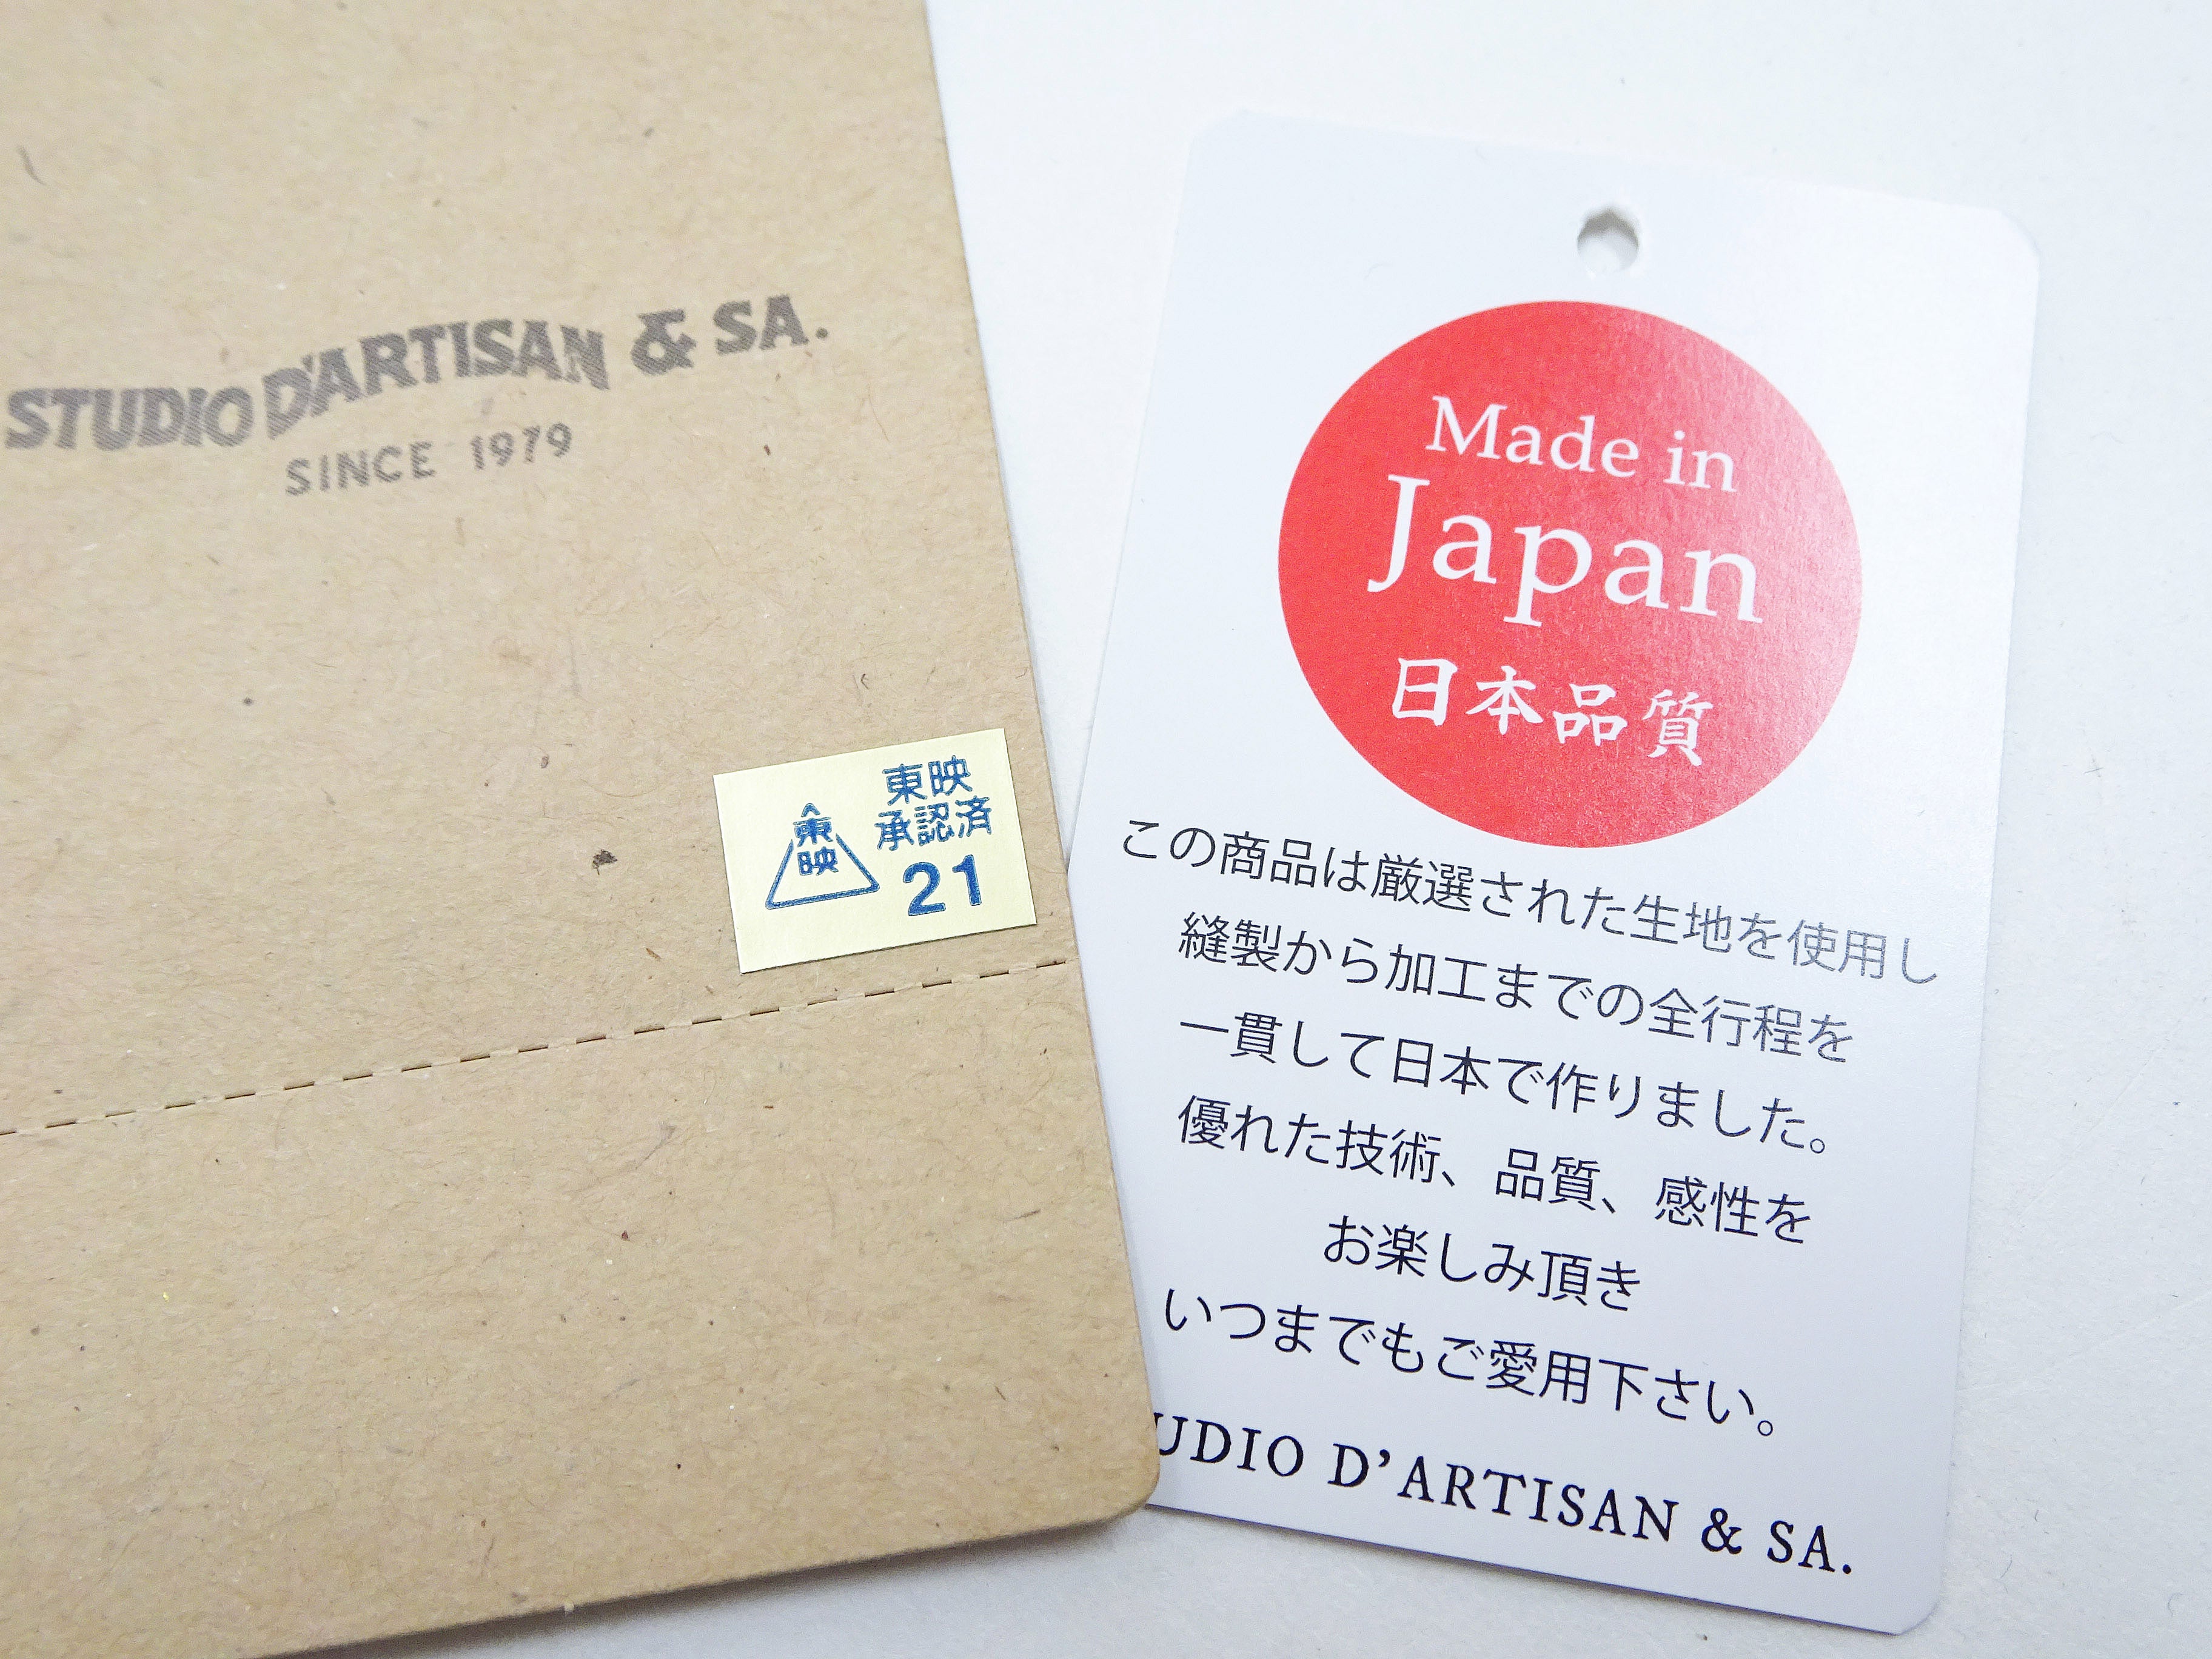 STUDIO D'ARTISAN & SA.
SINCE 1979
東映
承認済
21
東
映
Made in
Japan
日本品質
この商品は厳選された生地を使用し
縫製から加工までの全行程を
一貫して日本で作りました。
優れた技術、品質、感性を
お楽しみ頂き
いつまでもご愛用下さい。
UDIO D'ARTISAN & SA.